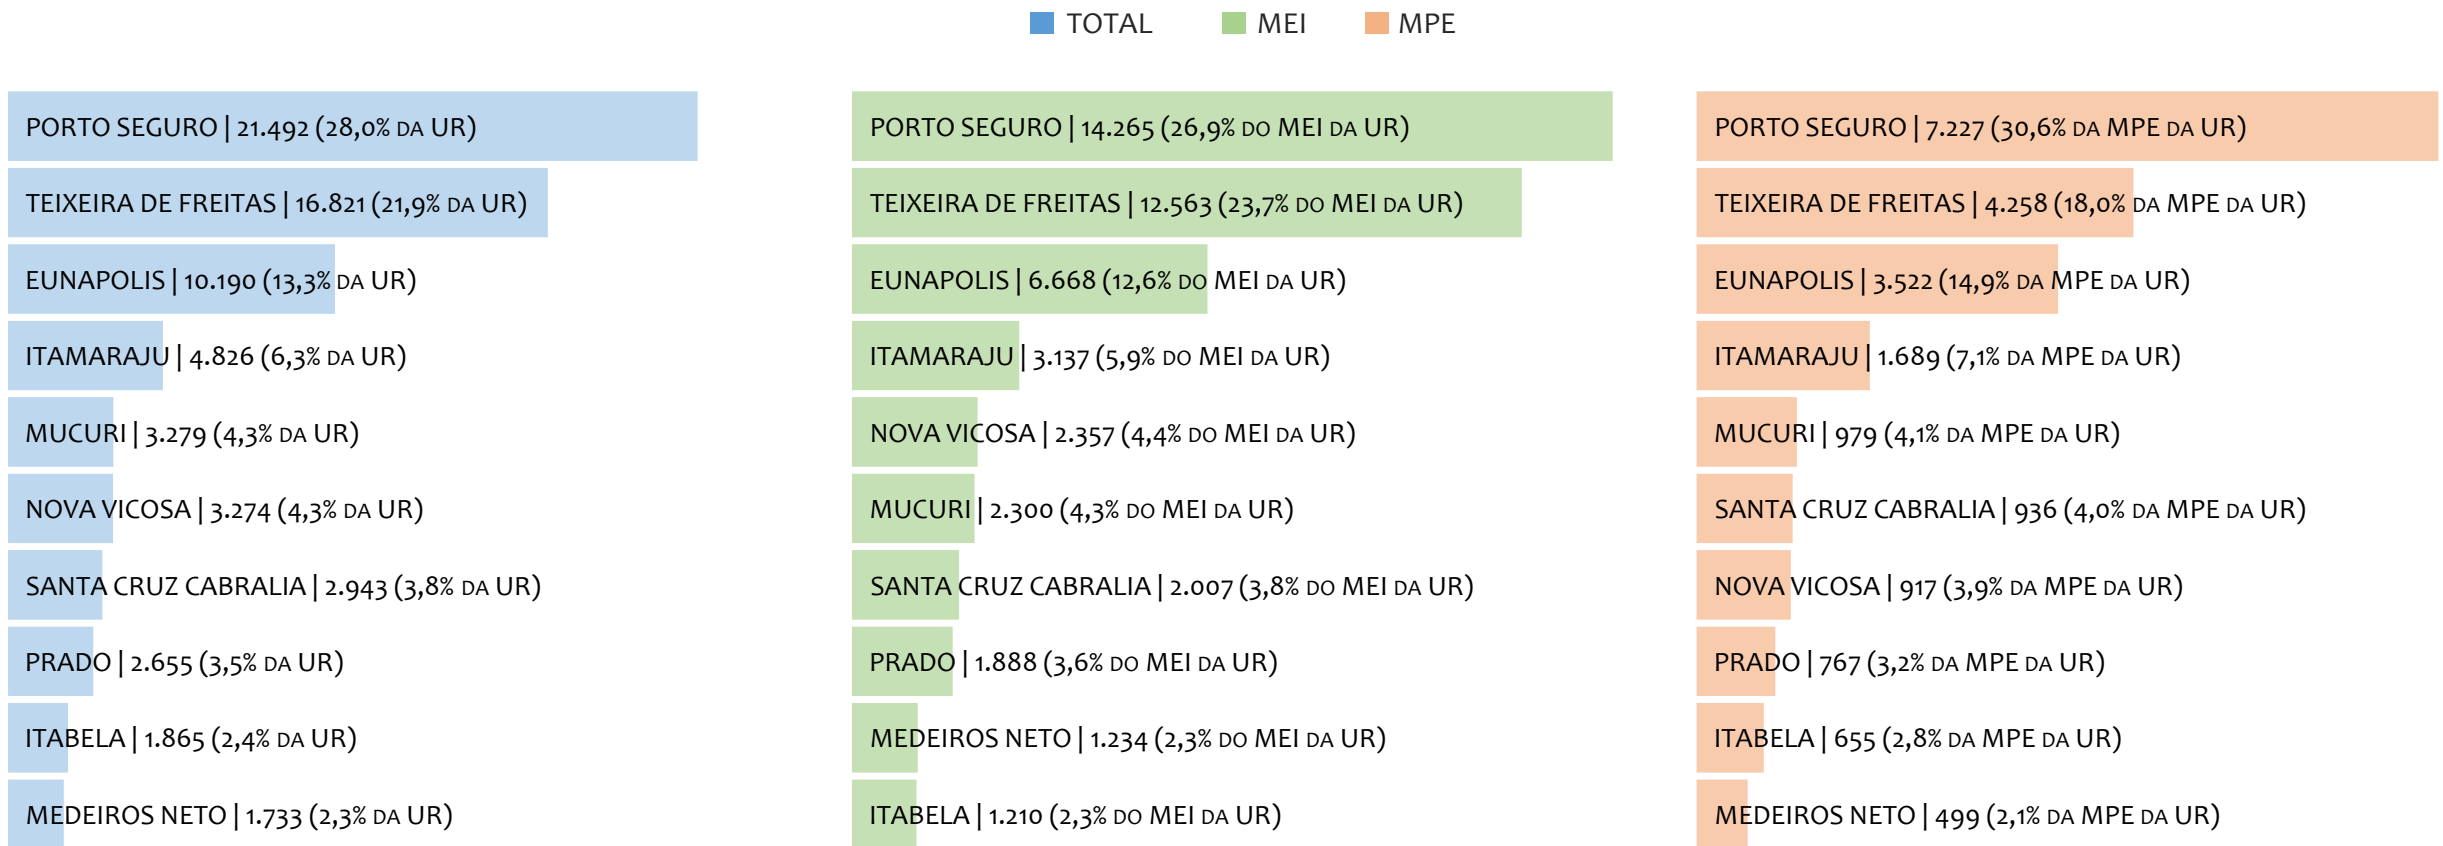 TOTAL MEI MPE
PORTO SEGURO | 21.492 (28,0% DA UR)
TEIXEIRA DE FREITAS | 16.821 (21,9% DA UR)
EUNAPOLIS | 10.190 (13,3% DA UR)
ITAMARAJU | 4.826 (6,3% DA UR)
MUCURI | 3.279 (4,3% DA UR)
NOVA VICOSA | 3.274 (4,3% DA UR)
SANTA CRUZ CABRALIA | 2.943 (3,8% DA UR)
PRADO | 2.655 (3,5% DA UR)
ITABELA | 1.865 (2,4% DA UR)
MEDEIROS NETO | 1.733 (2,3% DA UR)
PORTO SEGURO | 14.265 (26,9% DO MEI DA UR)
TEIXEIRA DE FREITAS | 12.563 (23,7% DO MEI DA UR)
EUNAPOLIS | 6.668 (12,6% DO MEI DA UR)
ITAMARAJU | 3.137 (5,9% DO MEI DA UR)
NOVA VICOSA | 2.357 (4,4% DO MEI DA UR)
MUCURI | 2.300 (4,3% DO MEI DA UR)
SANTA CRUZ CABRALIA | 2.007 (3,8% DO MEI DA UR)
PRADO | 1.888 (3,6% DO MEI DA UR)
MEDEIROS NETO | 1.234 (2,3% DO MEI DA UR)
ITABELA | 1.210 (2,3% DO MEI DA UR)
PORTO SEGURO | 7.227 (30,6% DA MPE DA UR)
TEIXEIRA DE FREITAS | 4.258 (18,0% DA MPE DA UR)
EUNAPOLIS | 3.522 (14,9% DA MPE DA UR)
ITAMARAJU | 1.689 (7,1% DA MPE DA UR)
MUCURI | 979 (4,1% DA MPE DA UR)
SANTA CRUZ CABRALIA | 936 (4,0% DA MPE DA UR)
NOVA VICOSA | 917 (3,9% DA MPE DA UR)
PRADO | 767 (3,2% DA MPE DA UR)
ITABELA | 655 (2,8% DA MPE DA UR)
MEDEIROS NETO | 499 (2,1% DA MPE DA UR)